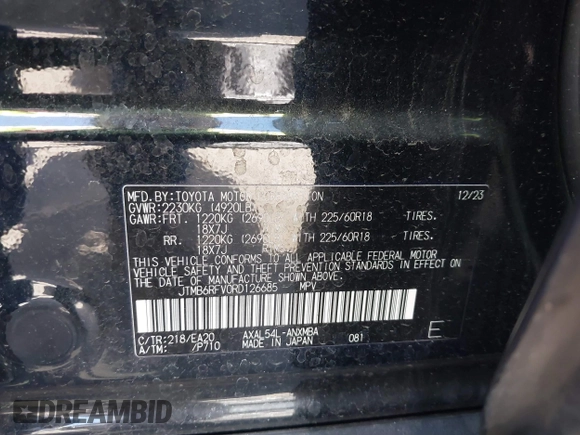 MFD.BY:TOYOTA MOTOR 12/23
GVWR:2230KG (4920LB)
GAWR:FRT. 1220KG WITH 225/60R18 TIRES.
18X7J
RR. 1220KG WITH 225/60R18 TIRES.
18X7J
THIS VEHICLE CONFORMS TO ALL APPLICABLE FEDERAL MOTOR
VEHICLE SAFETY AND THEFT PREVENTION STANDARDS IN EFFECT ON
THE DATE OF MANUFACTURE SHOWN ABOVE.
JTMB6RFV0RD126685 MPV
C/TR:218/EA20 AXAL54L-ANXMBA E
A/TM: /P710 MADE IN JAPAN 081
DREAMBID